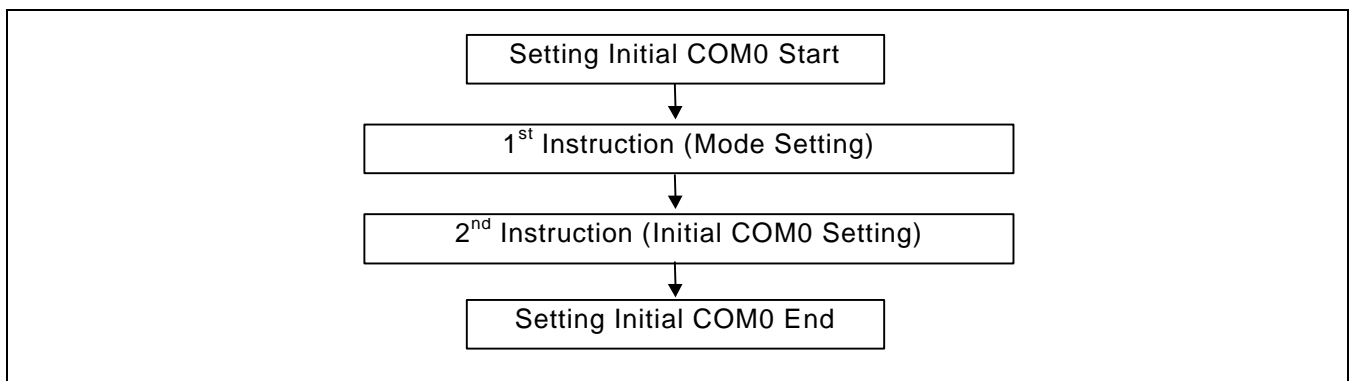 Setting Initial COM0 Start
1st Instruction (Mode Setting)
2nd Instruction (Initial COM0 Setting)
Setting Initial COM0 End